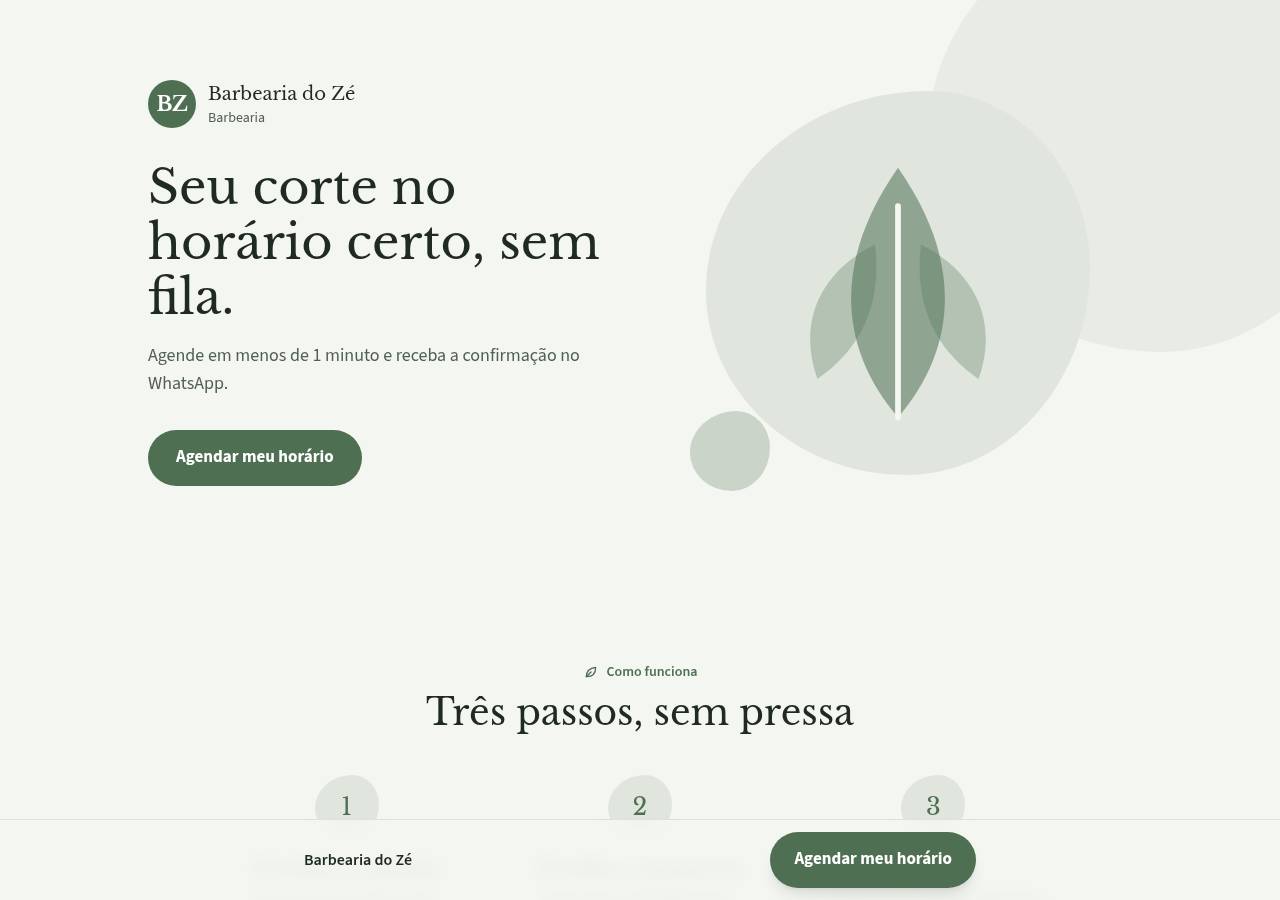 BZ
Barbearia do Zé
Barbearia
Seu corte no
horário certo, sem
fila.
Agende em menos de 1 minuto e receba a confirmação no
WhatsApp.
Agendar meu horário
Como funciona
Três passos, sem pressa
1
2
3
Barbearia do Zé
Agendar meu horário